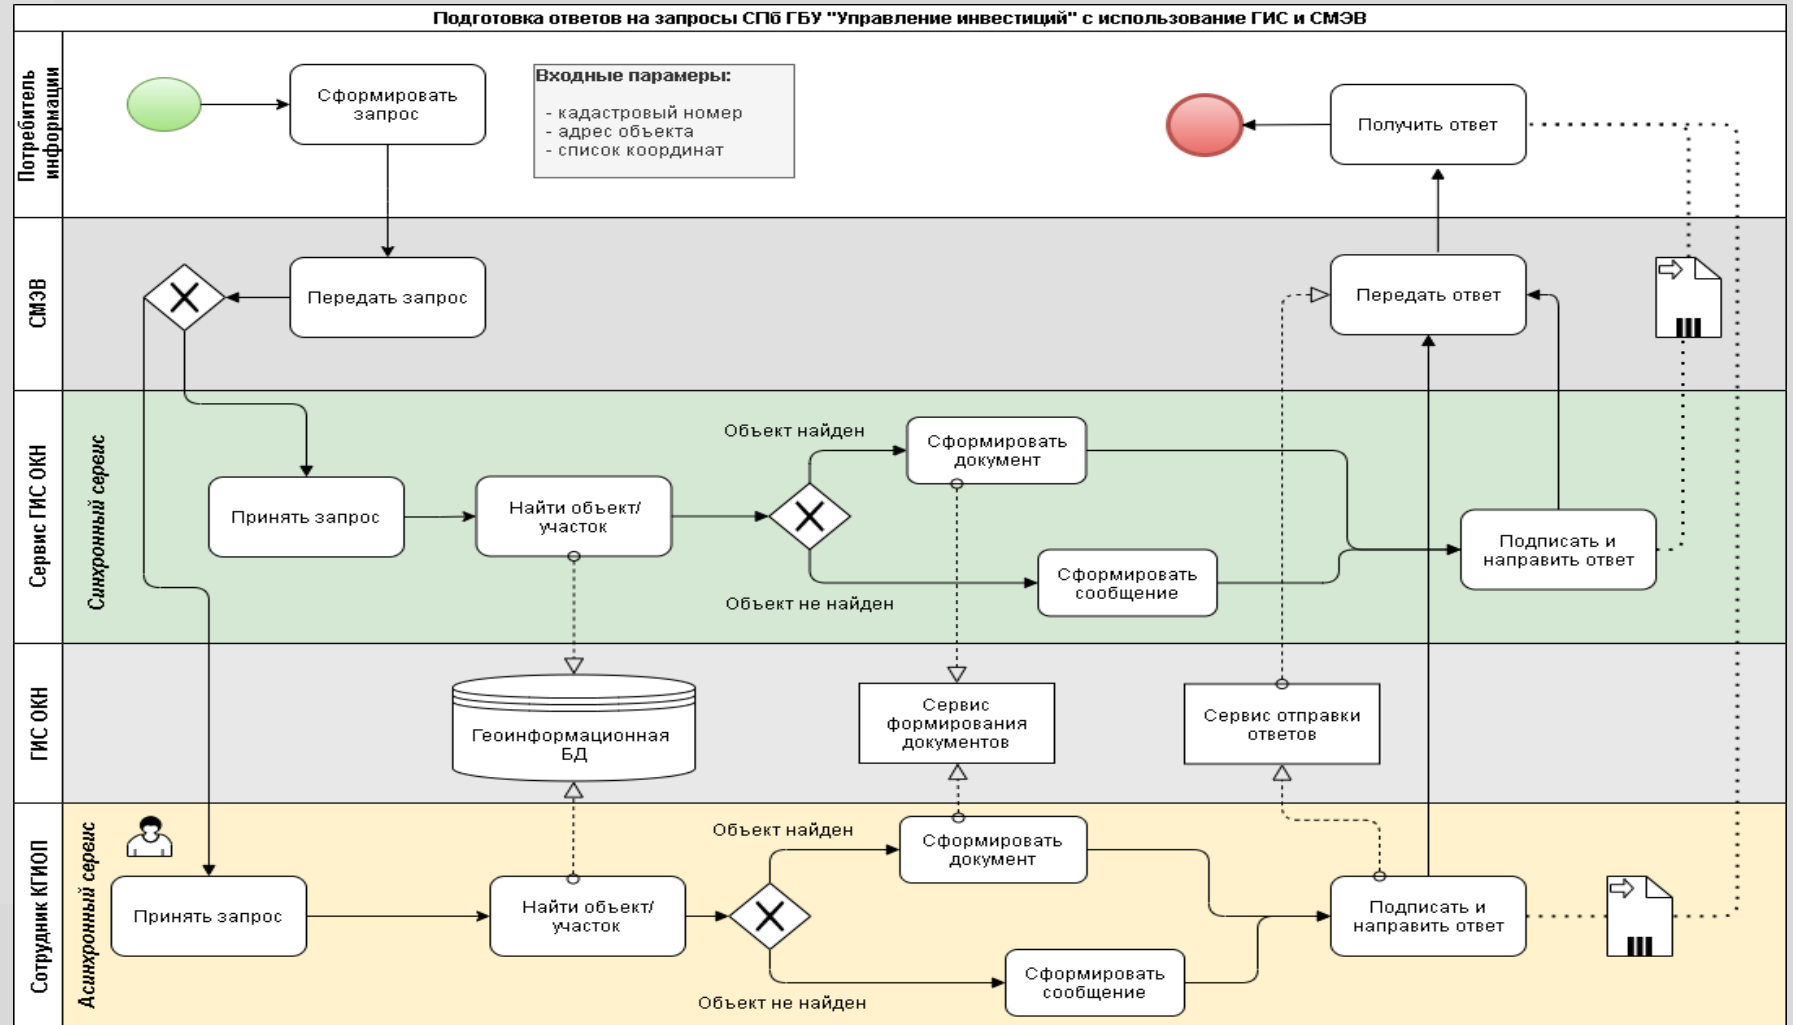 Подготовка ответов на запросы СПб ГБУ "Управление инвестиций" с использование ГИС и СМЭВ
Потребитель
информации
Сформировать
запрос
Входные парамеры:
- кадастровый номер
- адрес объекта
- список координат
Получить ответ
СМЭВ
Передать запрос
Передать ответ
Сервис ГИС ОКН
Синхронный сервис
Принять запрос
Найти объект/
участок
Объект найден
Сформировать
документ
Объект не найден
Сформировать
сообщение
Подписать и
направить ответ
ГИС ОКН
Геоинформационная
БД
Сервис
формирования
документов
Сервис отправки
ответов
Сотрудник КГИОП
Асинхронный сервис
Принять запрос
Найти объект/
участок
Объект найден
Сформировать
документ
Объект не найден
Сформировать
сообщение
Подписать и
направить ответ